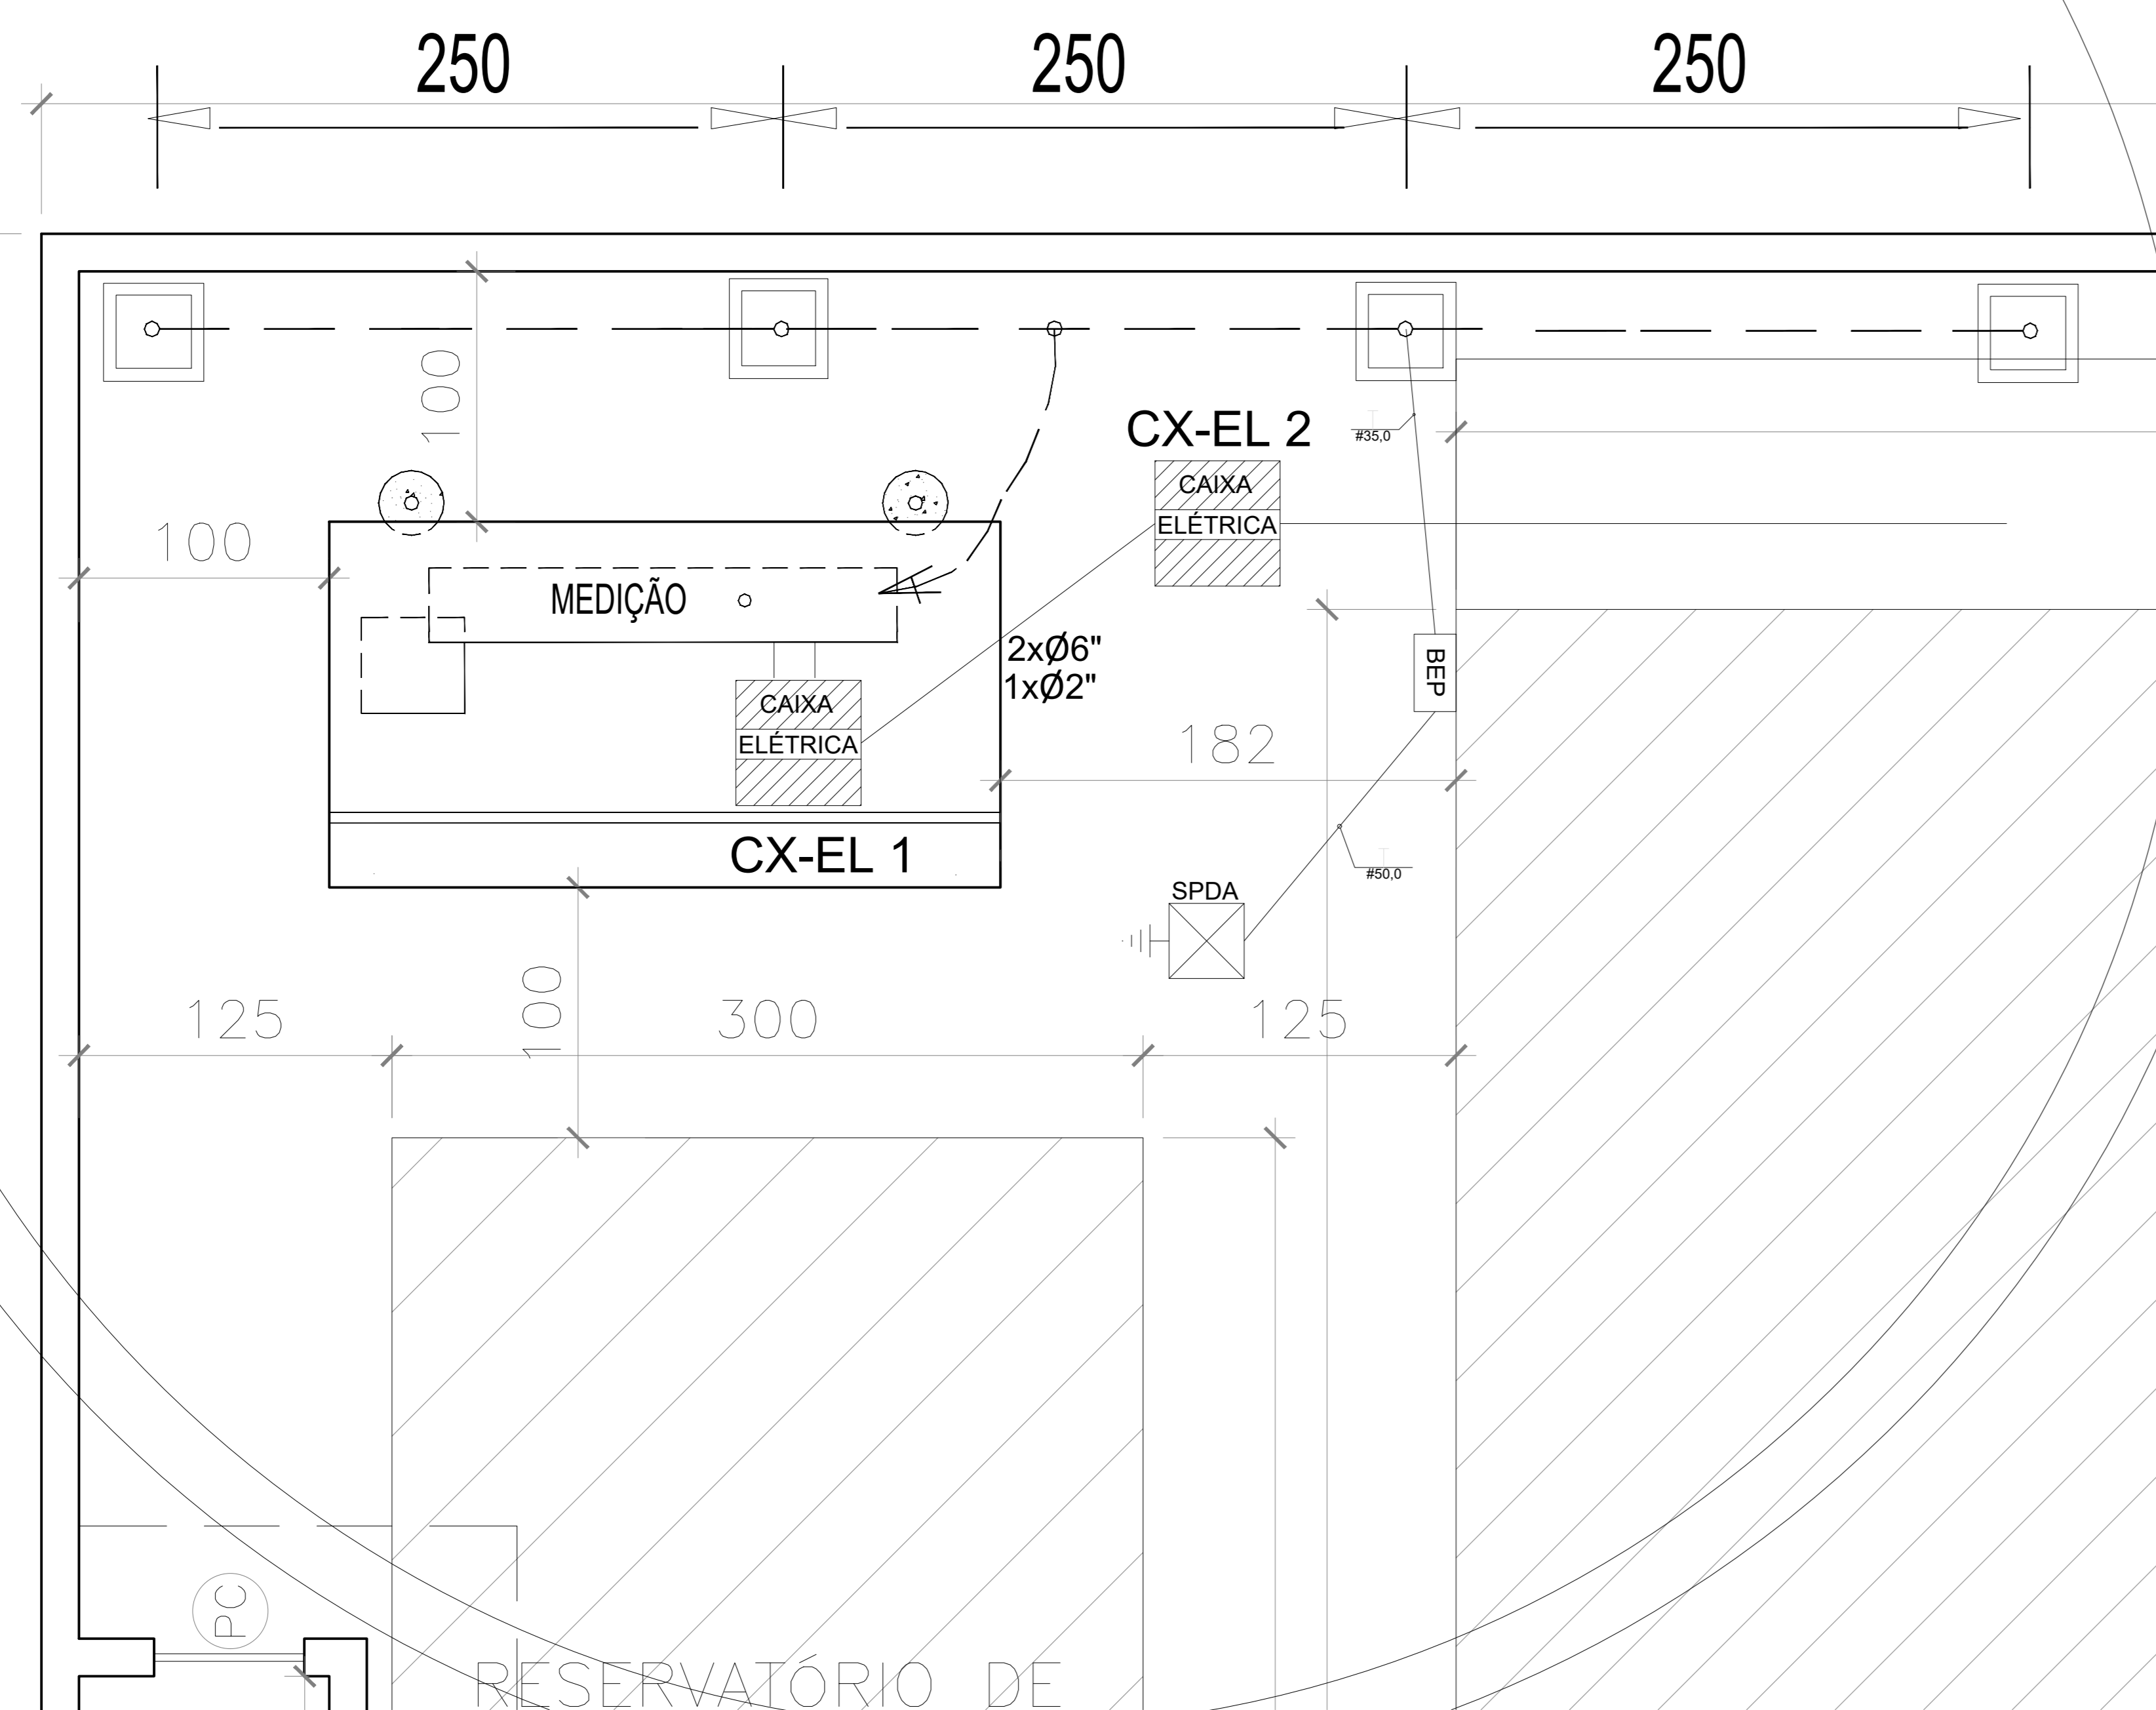 250
250
250
100
CX-EL 2
#35,0
CAIXA
ELÉTRICA
100
MEDIÇÃO
2xØ6"
1xØ2"
BEP
CAIXA
ELÉTRICA
182
CX-EL 1
#50,0
SPDA
125
100
300
125
PC
RESERVATÓRIO DE